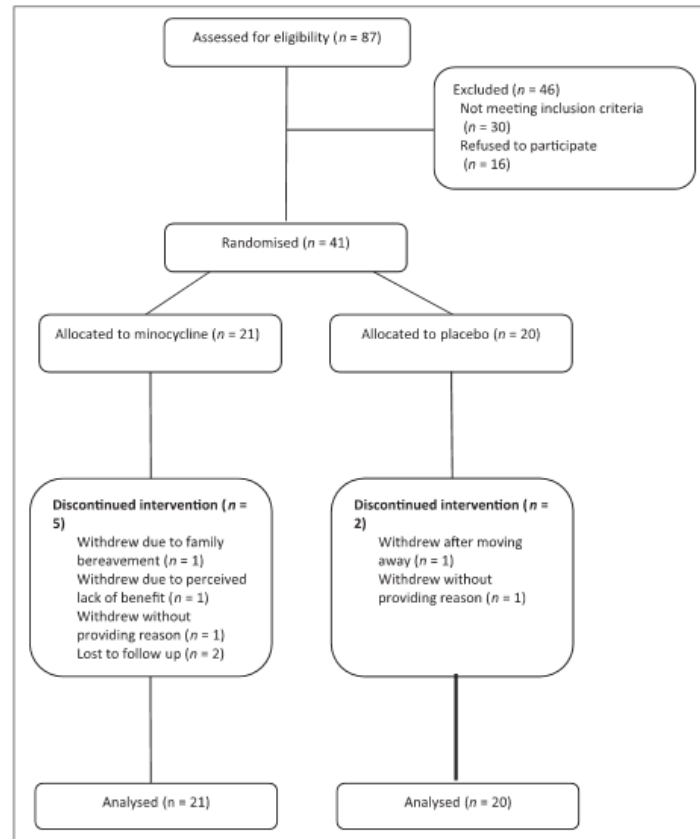 Assessed for eligibility (n = 87)
Excluded (n = 46)
Not meeting inclusion criteria
(n = 30)
Refused to participate
(n = 16)
Randomised (n = 41)
Allocated to minocycline (n = 21)
Allocated to placebo (n = 20)
Discontinued intervention (n =
5)
Withdrew due to family
bereavement (n = 1)
Withdrew due to perceived
lack of benefit (n = 1)
Withdrew without
providing reason (n = 1)
Lost to follow up (n = 2)
Discontinued intervention (n =
2)
Withdrew after moving
away (n = 1)
Withdrew without
providing reason (n = 1)
Analysed (n = 21)
Analysed (n = 20)